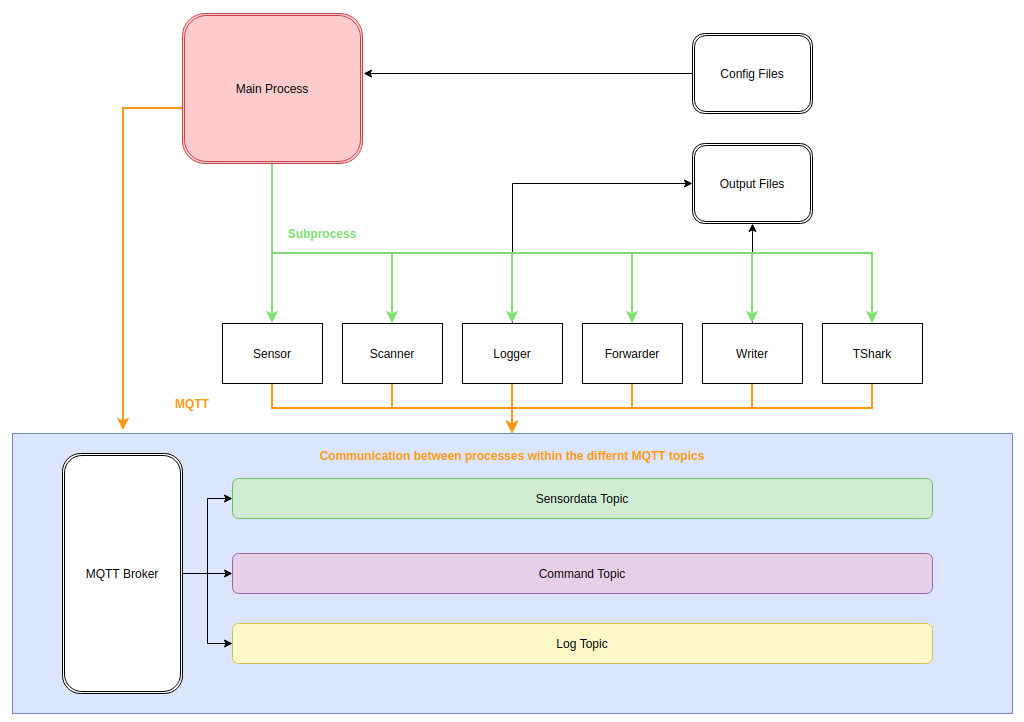 Main Process
Config Files
Output Files
Subprocess
Sensor
Scanner
Logger
Forwarder
Writer
TShark
MQTT
Communication between processes within the differnt MQTT topics
MQTT Broker
Sensordata Topic
Command Topic
Log Topic